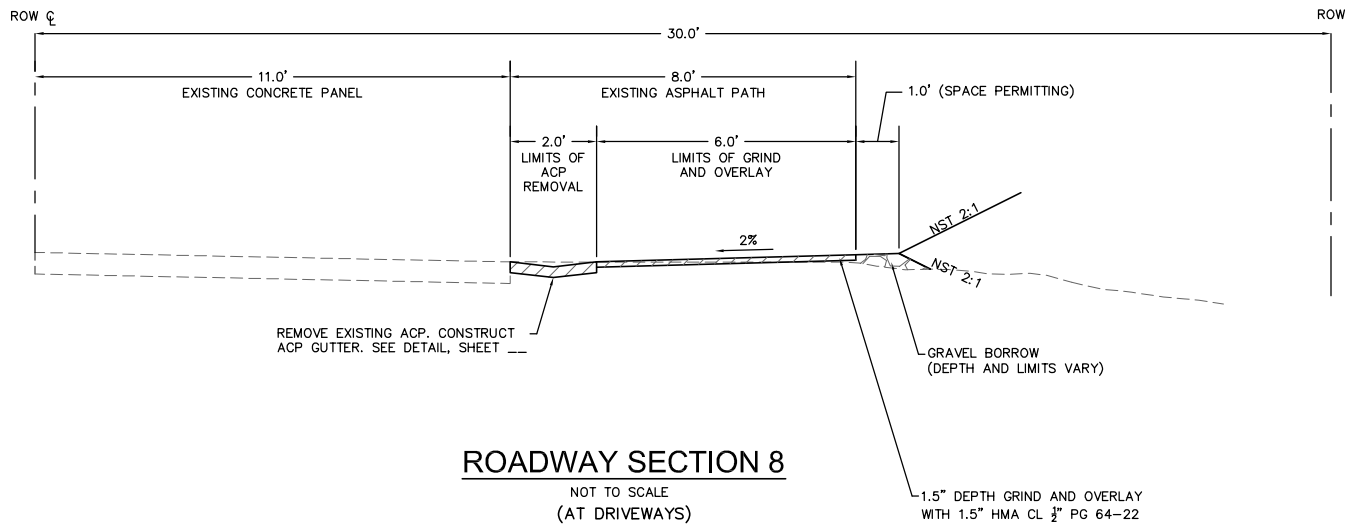 ROW ℄
ROW
30.0'
11.0'
EXISTING CONCRETE PANEL
8.0'
EXISTING ASPHALT PATH
1.0' (SPACE PERMITTING)
2.0'
LIMITS OF
ACP
REMOVAL
6.0'
LIMITS OF GRIND
AND OVERLAY
NST 2:1
2%
NST 2:1
REMOVE EXISTING ACP. CONSTRUCT
ACP GUTTER. SEE DETAIL, SHEET __
GRAVEL BORROW
(DEPTH AND LIMITS VARY)
ROADWAY SECTION 8
NOT TO SCALE
(AT DRIVEWAYS)
1.5" DEPTH GRIND AND OVERLAY
WITH 1.5" HMA CL ½" PG 64-22